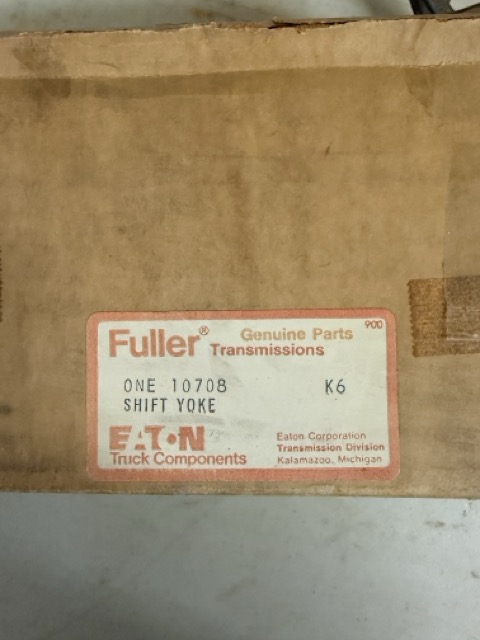 900
Fuller® Genuine Parts
Transmissions
ONE 10708 K6
SHIFT YOKE
EATON
Truck Components
Eaton Corporation
Transmission Division
Kalamazoo, Michigan